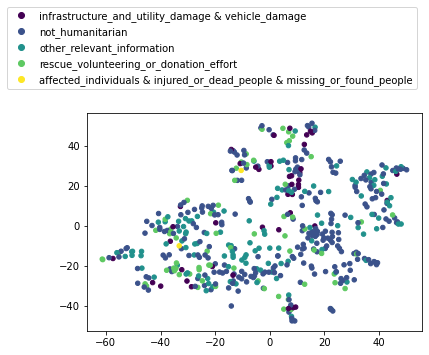 infrastructure_and_utility_damage & vehicle_damage
not_humanitarian
other_relevant_information
rescue_volunteering_or_donation_effort
affected_individuals & injured_or_dead_people & missing_or_found_people
40
20
0
−20
−40
−60 −40 −20 0 20 40